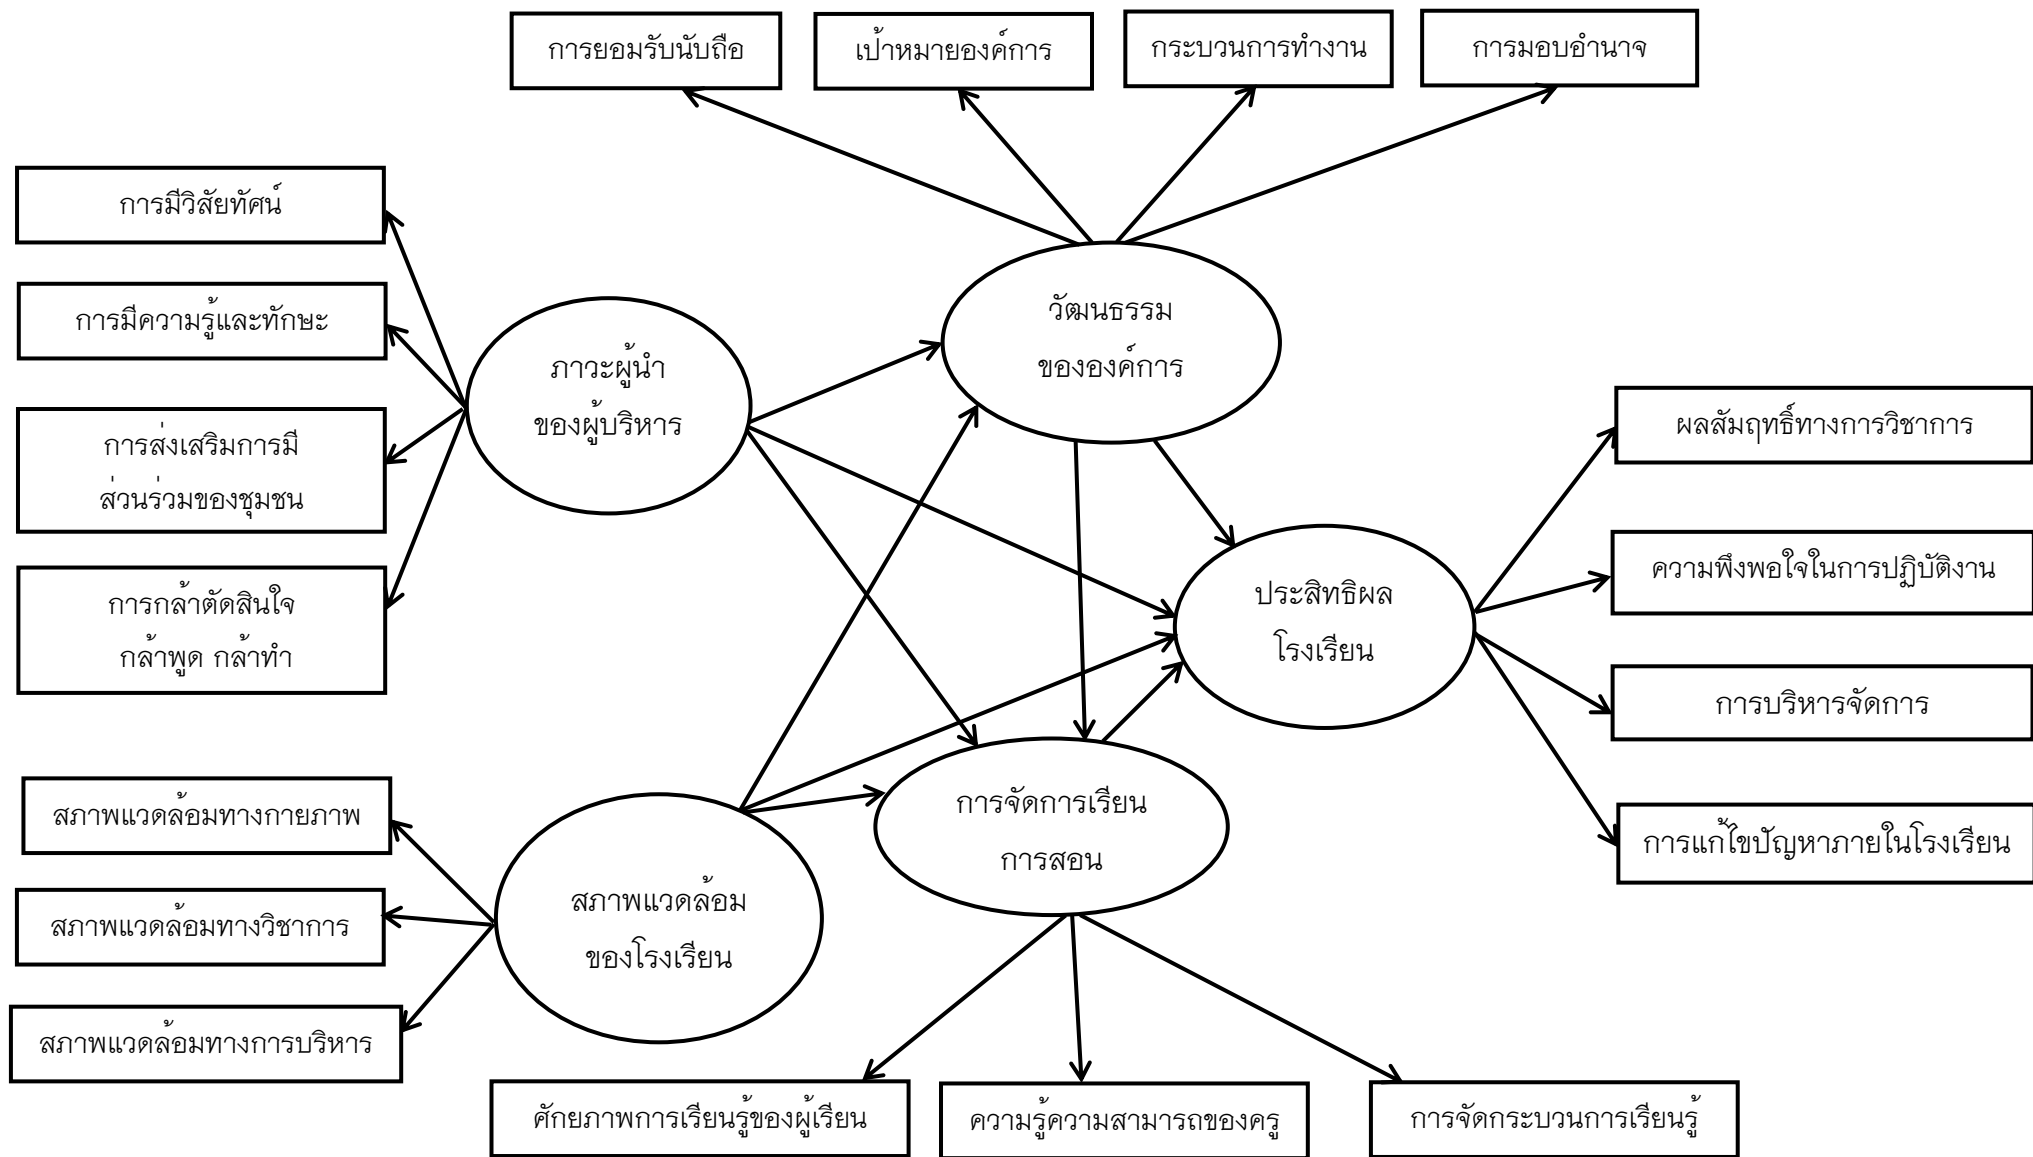 การยอมรับนับถือ
เป้าหมายองค์การ
กระบวนการทำงาน
การมอบอำนาจ
การมีวิสัยทัศน์
การมีความรู้และทักษะ
การส่งเสริมการมี
ส่วนร่วมของชุมชน
การกล้าตัดสินใจ
กล้าพูด กล้าทำ
ภาวะผู้นำ
ของผู้บริหาร
วัฒนธรรม
ขององค์การ
ผลสัมฤทธิ์ทางการวิชาการ
ความพึงพอใจในการปฏิบัติงาน
การบริหารจัดการ
การแก้ไขปัญหาภายในโรงเรียน
ประสิทธิผล
โรงเรียน
สภาพแวดล้อมทางกายภาพ
สภาพแวดล้อมทางวิชาการ
สภาพแวดล้อมทางการบริหาร
สภาพแวดล้อม
ของโรงเรียน
การจัดการเรียน
การสอน
ศักยภาพการเรียนรู้ของผู้เรียน
ความรู้ความสามารถของครู
การจัดกระบวนการเรียนรู้